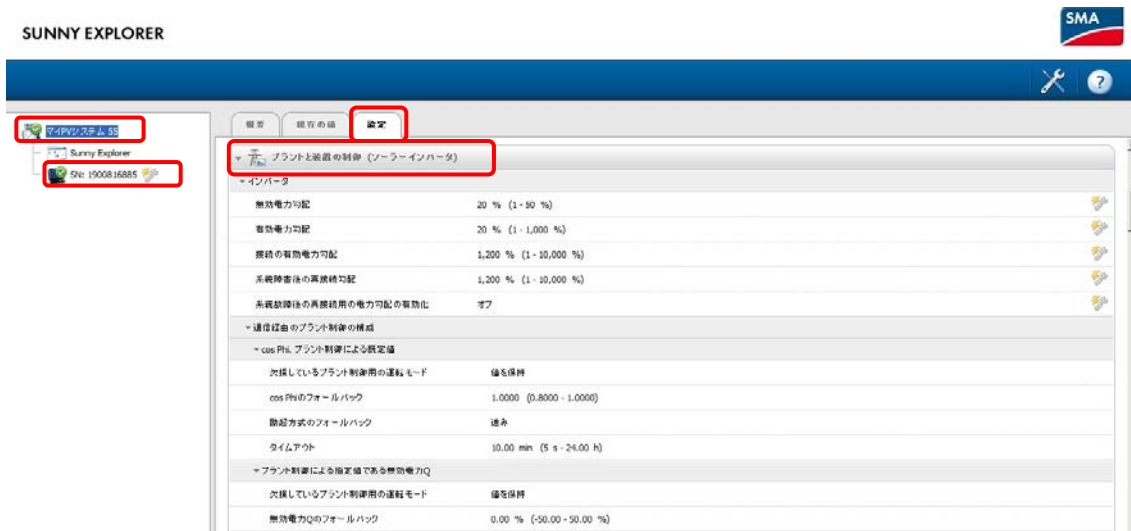 SUNNY EXPLORER
SMA
?
マイPVシステム 55
Sunny Explorer
SN: 1900816885
概要 現在の値 設定
プラントと装置の制御 (ソーラーインバータ)
インバータ
無効電力勾配 20 % (1 - 50 %)
有効電力勾配 20 % (1 - 1,000 %)
接続の有効電力勾配 1,200 % (1 - 10,000 %)
系統障害後の再接続勾配 1,200 % (1 - 10,000 %)
系統故障後の再接続用の電力勾配の有効化 オフ
通信経由のプラント制御の構成
cos Phi, プラント制御による既定値
欠損しているプラント制御用の運転モード 値を保持
cos Phiのフォールバック 1.0000 (0.8000 - 1.0000)
励起方式のフォールバック 進み
タイムアウト 10.00 min (5 s - 24.00 h)
プラント制御による指定値である無効電力Q
欠損しているプラント制御用の運転モード 値を保持
無効電力Qのフォールバック 0.00 % (-50.00 - 50.00 %)